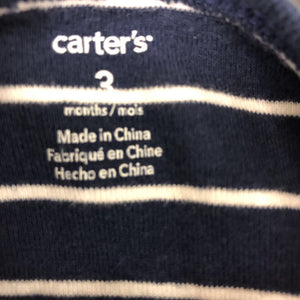 carter's
3
months / mois
Made in China
Fabriqué en Chine
Hecho en China